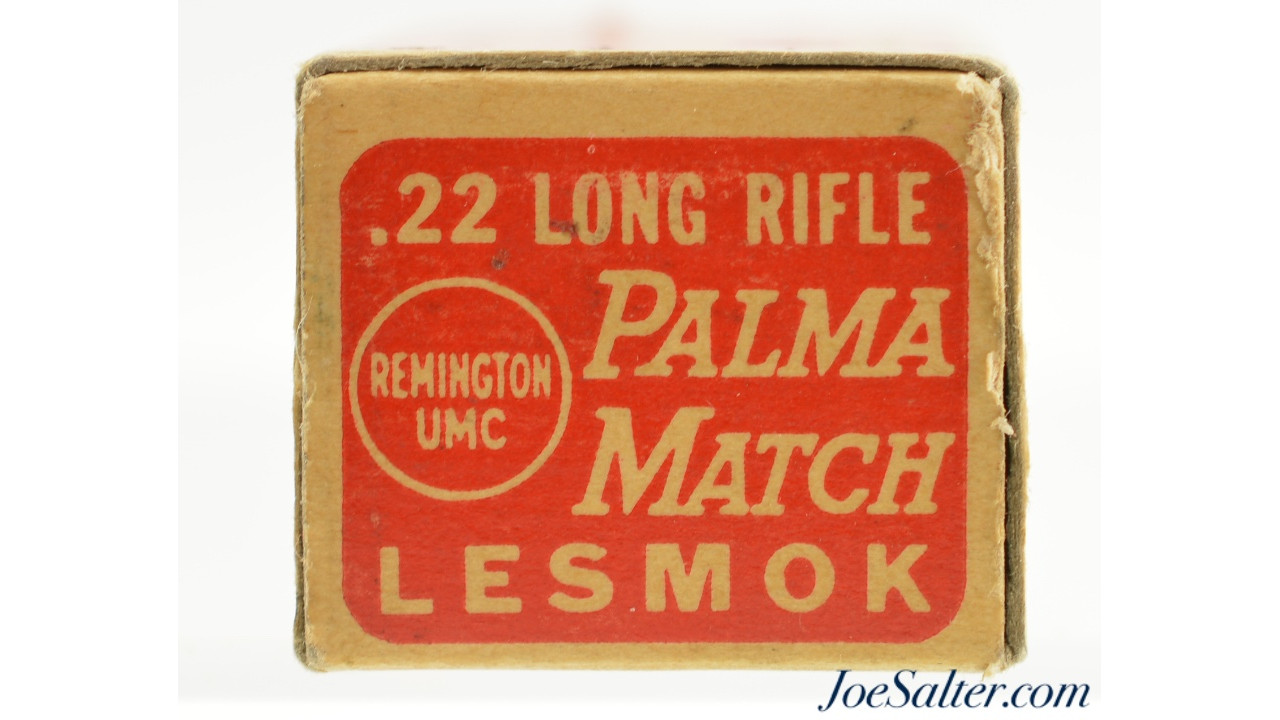 .22 LONG RIFLE
REMINGTON
UMC
PALMA
MATCH
LESMOK
JoeSalter.com